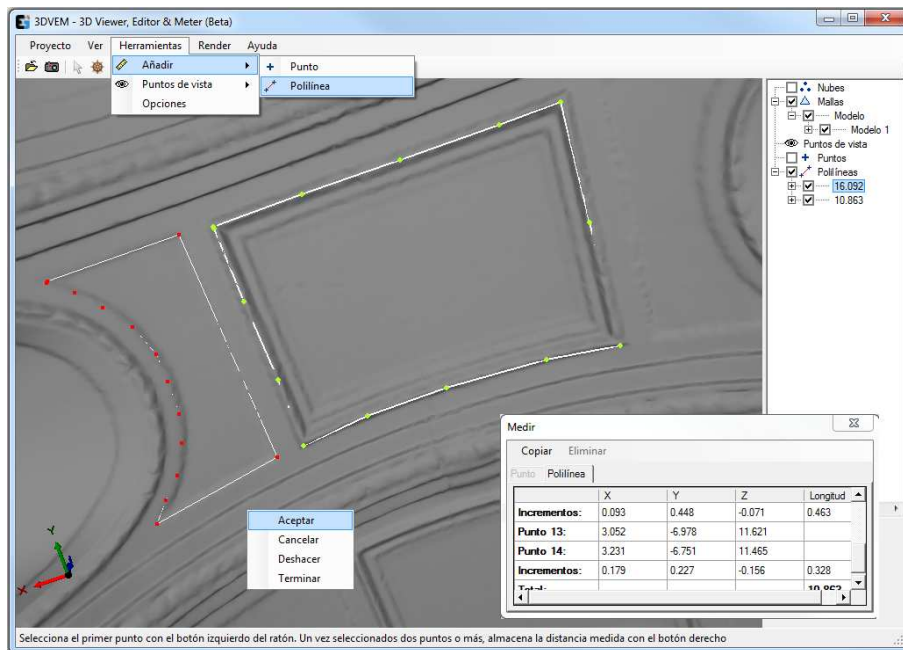 3DVEM - 3D Viewer, Editor & Meter (Beta)
Proyecto Ver Herramientas Render Ayuda
Añadir
Puntos de vista
Opciones
Punto
Polilínea
Nubes
Mallas
Modelo
Modelo 1
Puntos de vista
Puntos
Polilíneas
16.092
10.863
Y
X
Aceptar
Cancelar
Deshacer
Terminar
Medir
Copiar Eliminar
Punto Polilínea
X Y Z Longitud
Incrementos: 0.093 0.448 -0.071 0.463
Punto 13: 3.052 -6.978 11.621
Punto 14: 3.231 -6.751 11.465
Incrementos: 0.179 0.227 -0.156 0.328
Total: 10.863
Selecciona el primer punto con el botón izquierdo del ratón. Un vez seleccionados dos puntos o más, almacena la distancia medida con el botón derecho